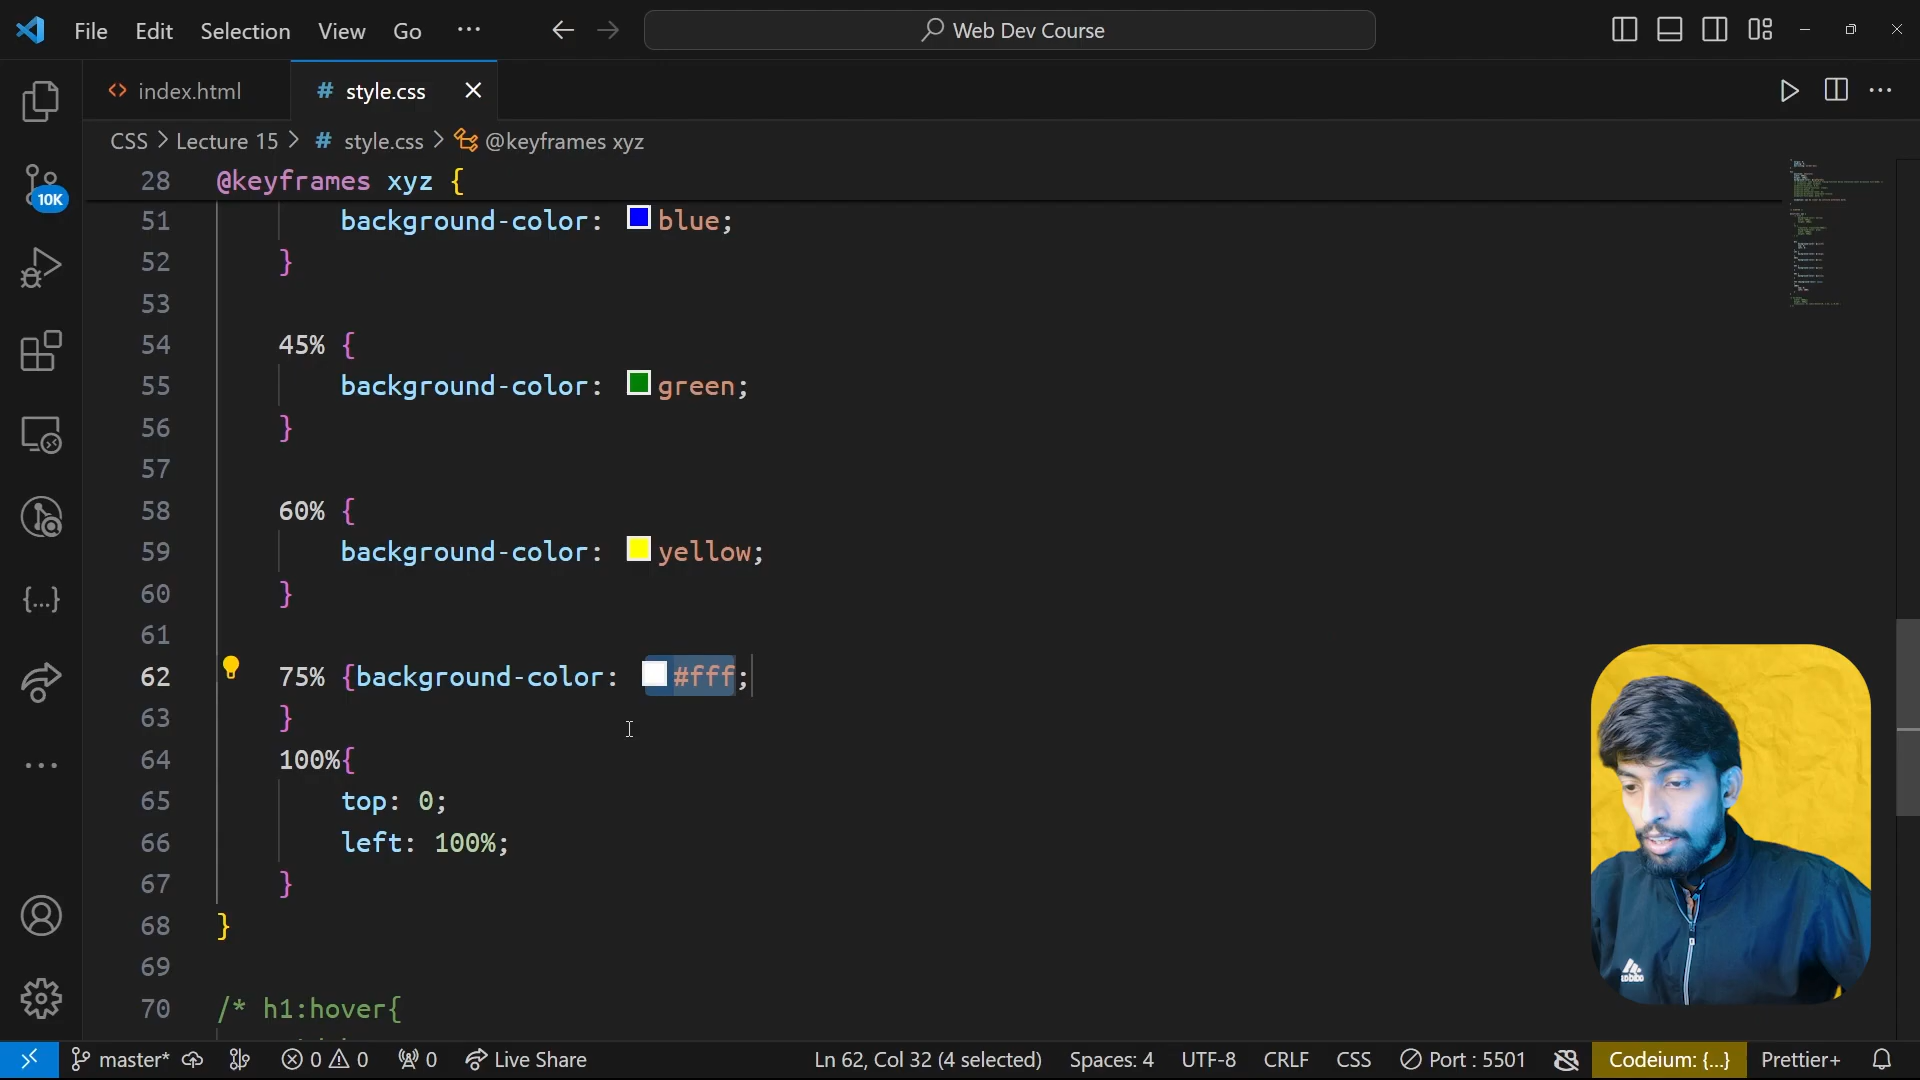 File Edit Selection View Go ···
Web Dev Course
<> index.html
# style.css
CSS > Lecture 15 > # style.css > @keyframes xyz
28 @keyframes xyz {
51 background-color: blue;
52 }
53
54 45% {
55 background-color: green;
56 }
57
58 60% {
59 background-color: yellow;
60 }
61
62 75% {background-color: #fff;
63 }
64 100%{
65 top: 0;
66 left: 100%;
67 }
68 }
69
70 /* h1:hover{
10K
{...}
adidas
master* 0 0 0 Live Share Ln 62, Col 32 (4 selected) Spaces: 4 UTF-8 CRLF CSS Port : 5501 Codeium: {...} Prettier+